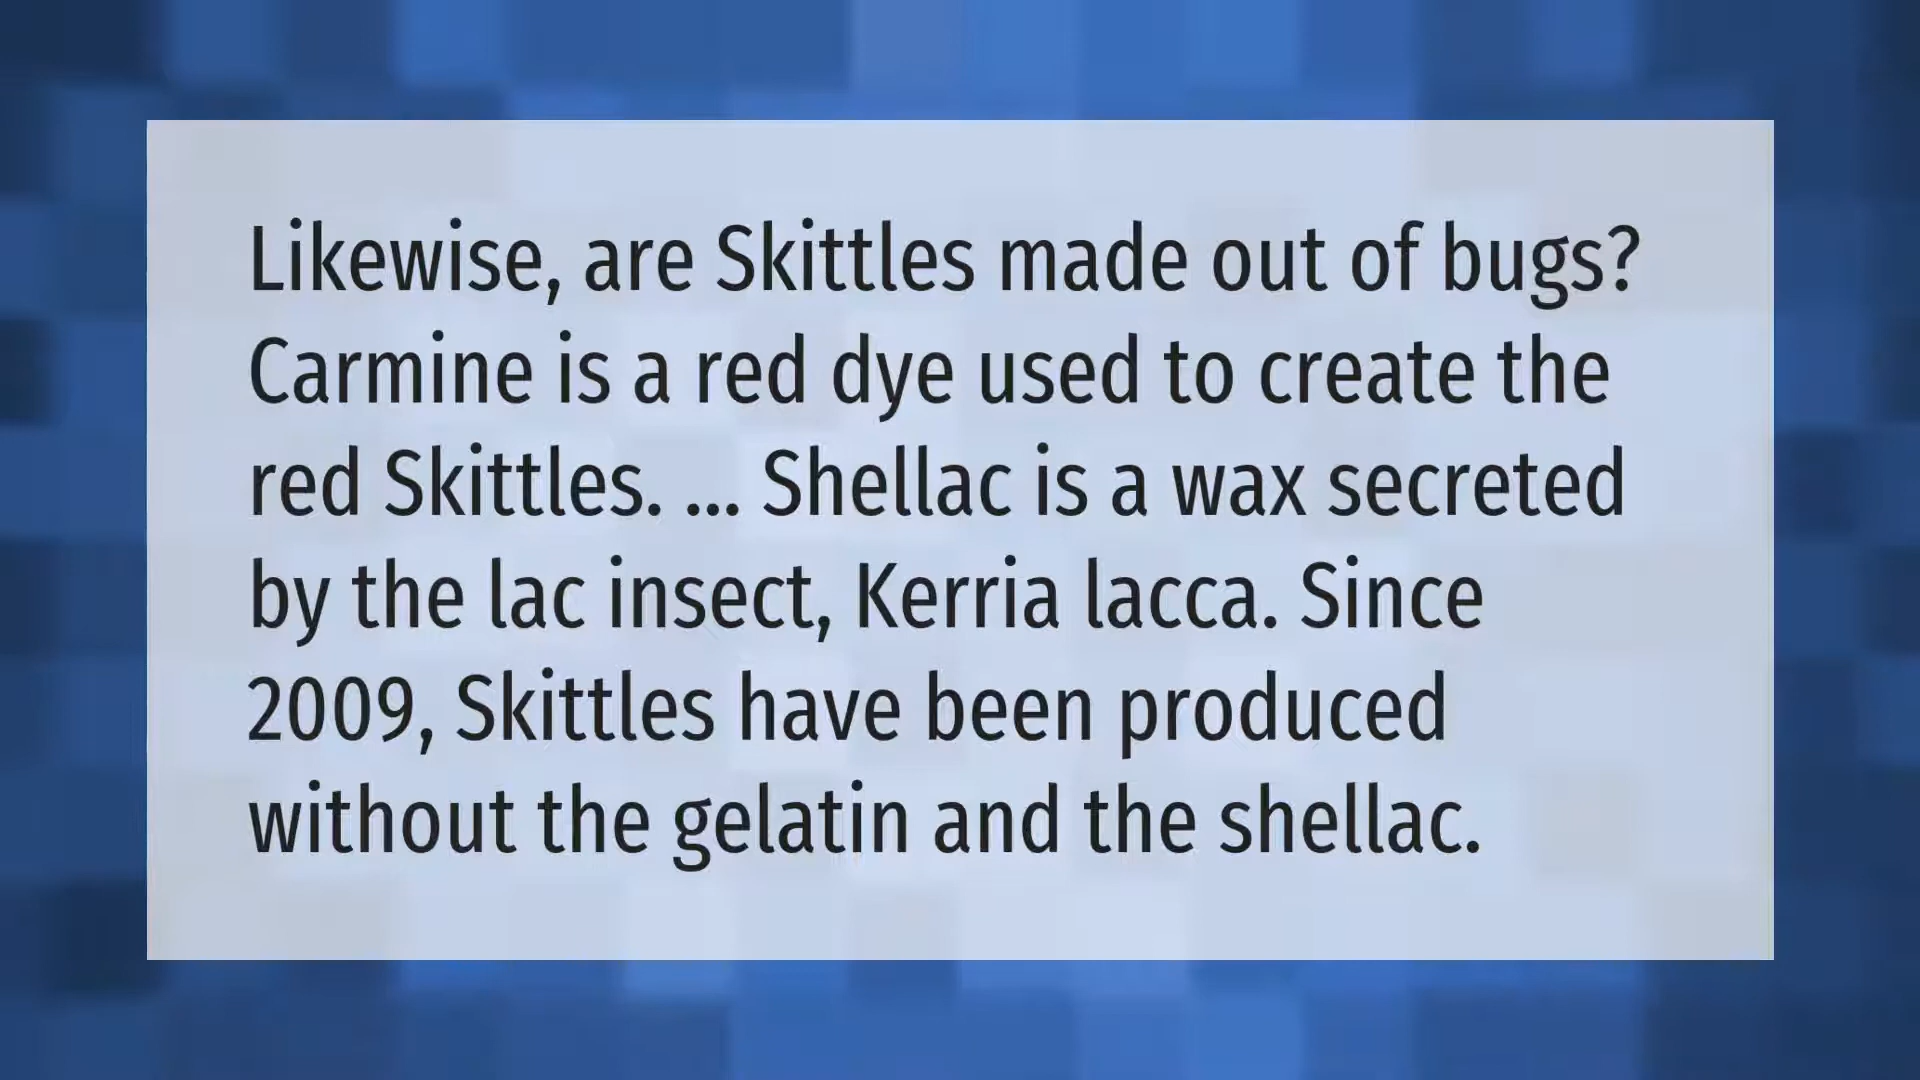 Likewise, are Skittles made out of bugs?
Carmine is a red dye used to create the
red Skittles. ... Shellac is a wax secreted
by the lac insect, Kerria lacca. Since
2009, Skittles have been produced
without the gelatin and the shellac.